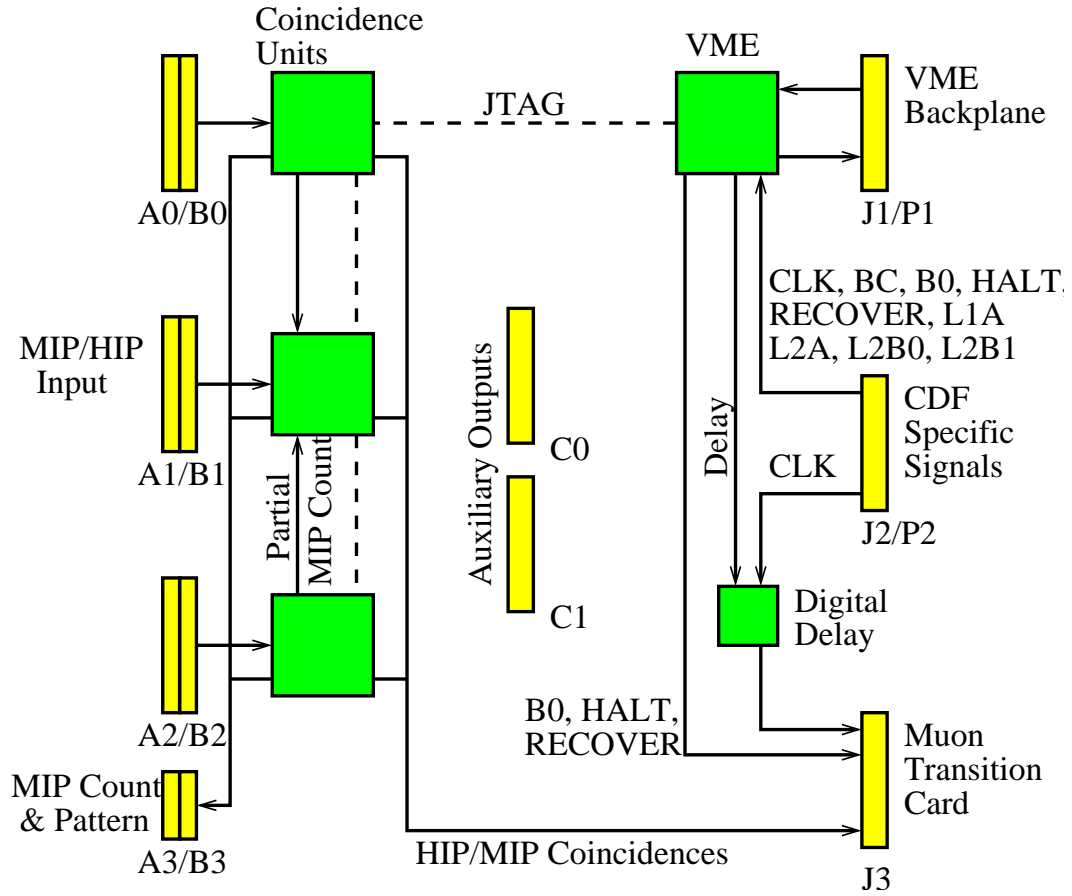 Coincidence
Units
VME
JTAG
VME
Backplane
A0/B0
J1/P1
CLK, BC, B0, HALT,
RECOVER, L1A
L2A, L2B0, L2B1
MIP/HIP
Input
A1/B1
Partial
MIP Count
Auxiliary Outputs
C0
C1
Delay
CDF
Specific
Signals
CLK
J2/P2
Digital
Delay
A2/B2
B0, HALT,
RECOVER
Muon
Transition
Card
MIP Count
& Pattern
A3/B3
HIP/MIP Coincidences
J3